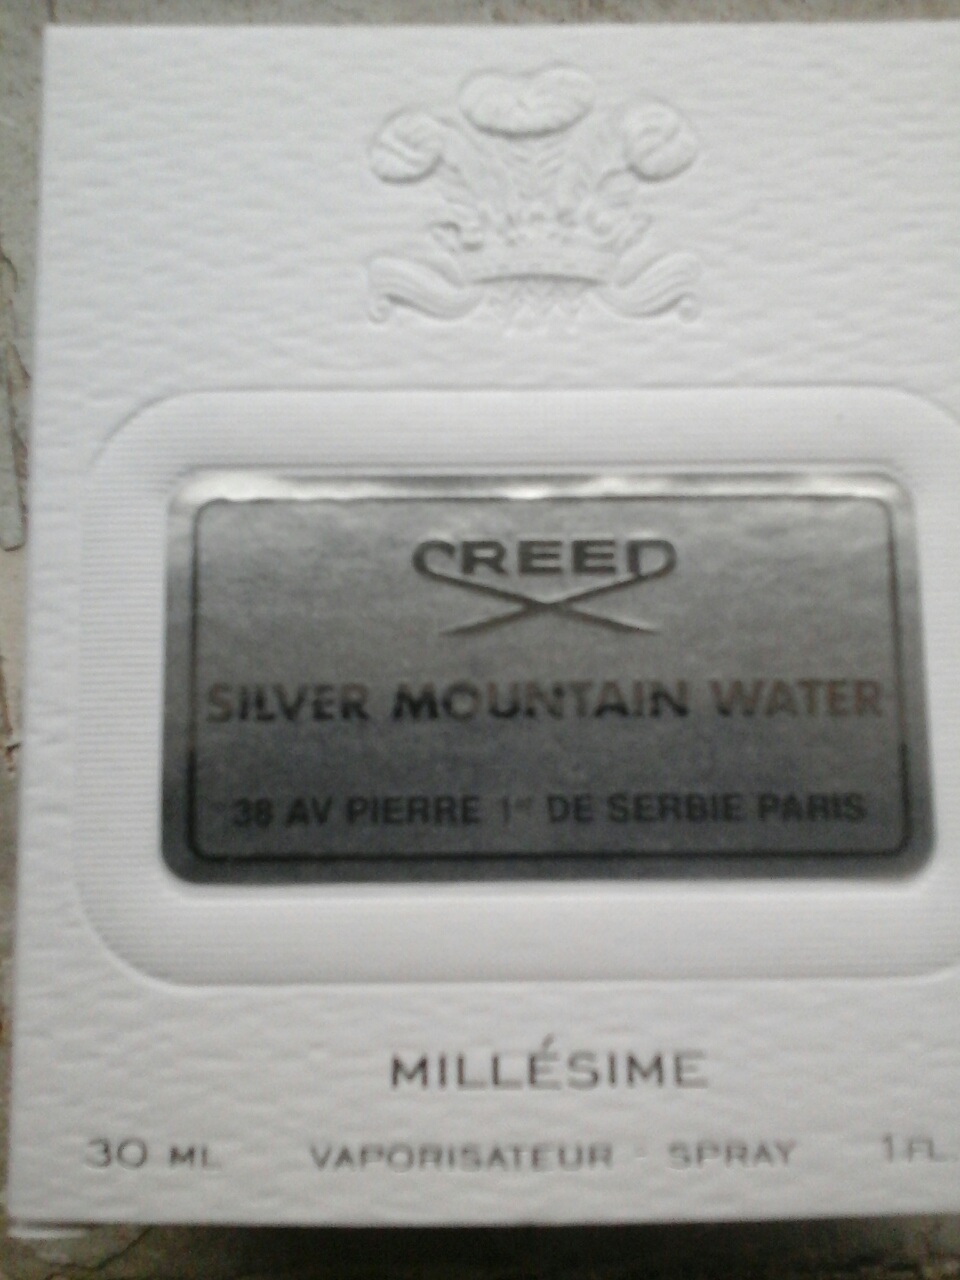 CREED
SILVER MOUNTAIN WATER
38 AV PIERRE 1er DE SERBIE PARIS
MILLÉSIME
30 ML VAPORISATEUR - SPRAY 1 FL.